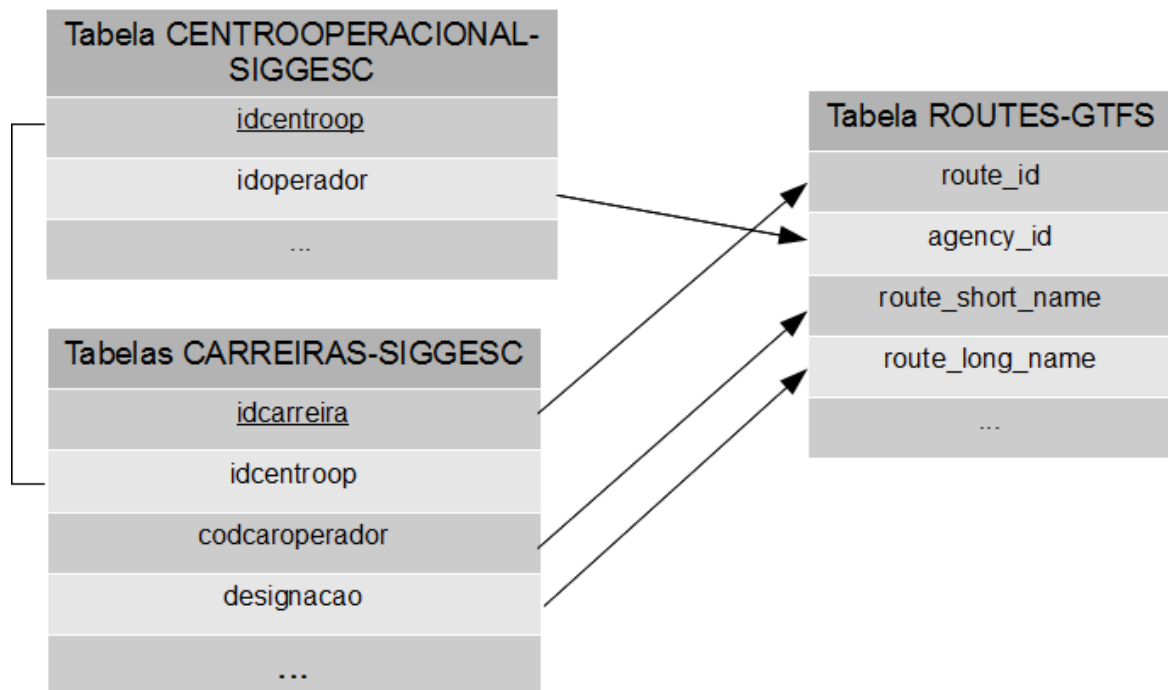 Tabela CENTROOPERACIONAL-
SIGGESC
idcentroop
idoperador
...
Tabelas CARREIRAS-SIGGESC
idcarreira
idcentroop
codcaroperador
designacao
...
Tabela ROUTES-GTFS
route_id
agency_id
route_short_name
route_long_name
...